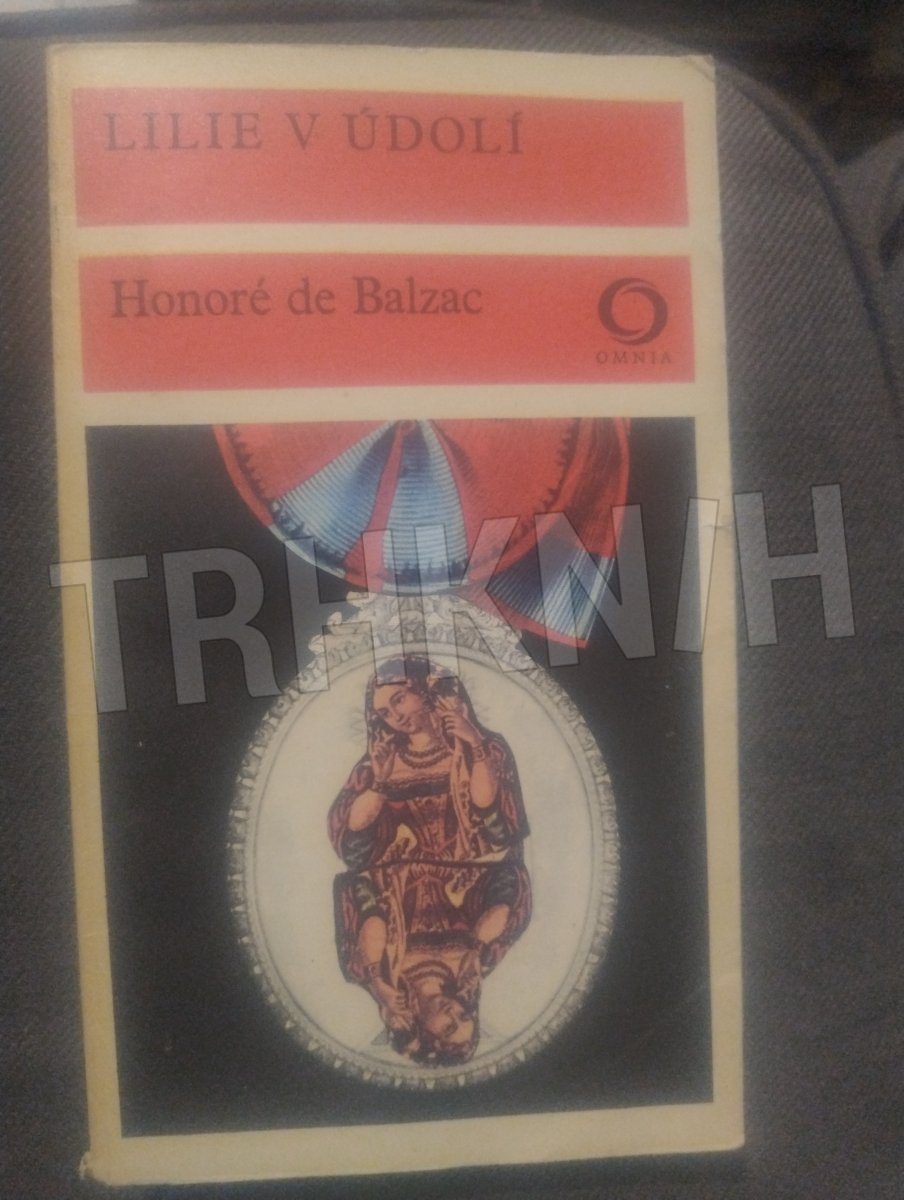 LILIE V ÚDOLÍ
Honoré de Balzac
OMNIA
TRHKNIH